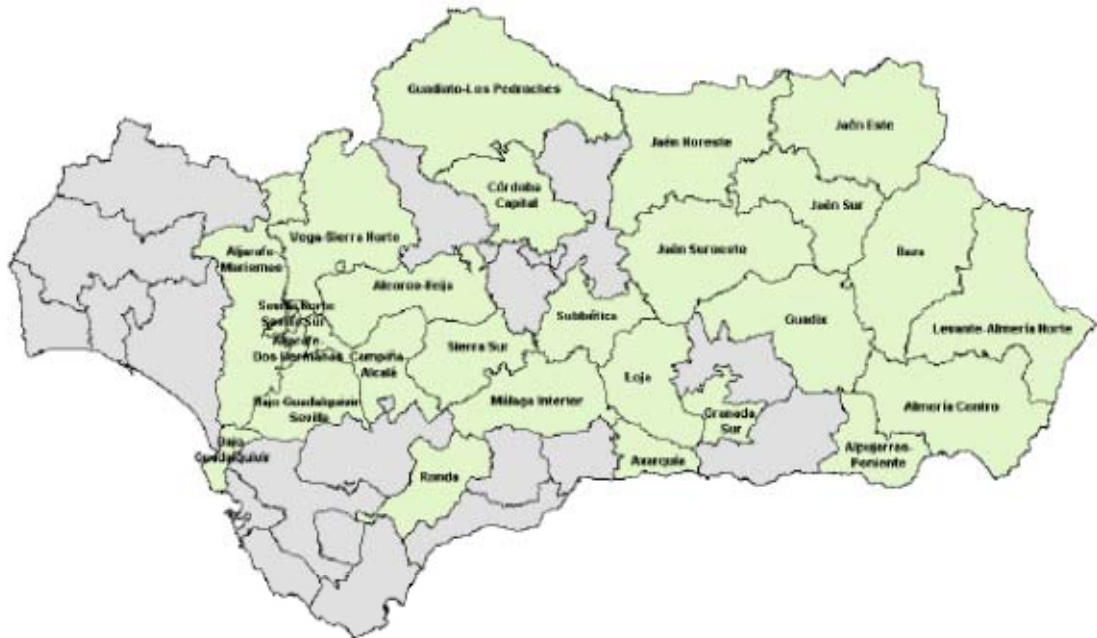 Guadiato-Los Pedroches
Jaén Este
Jaén Noreste
Córdoba
Capital
Jaén Sur
Vega-Sierra Norte
Aljarafe-
Marismas
Jaén Suroeste
Baza
Alcores-Écija
Sevilla Norte
Sevilla Sur
Subbética
Guadix
Levante-Almería Norte
Aljarafe
Dos Hermanas
Campiña
Alcalá
Sierra Sur
Loja
Bajo Guadalquivir
Sevilla
Málaga Interior
Granada
Sur
Almería Centro
Bajo
Guadalquivir
Ronda
Axarquía
Alpujarras-
Poniente